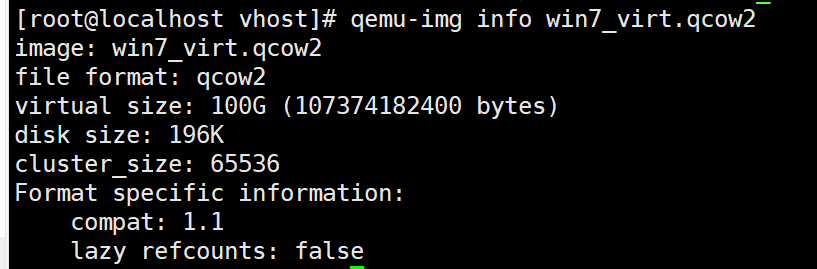 [root@localhost vhost]# qemu-img info win7_virt.qcow2
image: win7_virt.qcow2
file format: qcow2
virtual size: 100G (107374182400 bytes)
disk size: 196K
cluster_size: 65536
Format specific information:
    compat: 1.1
    lazy refcounts: false